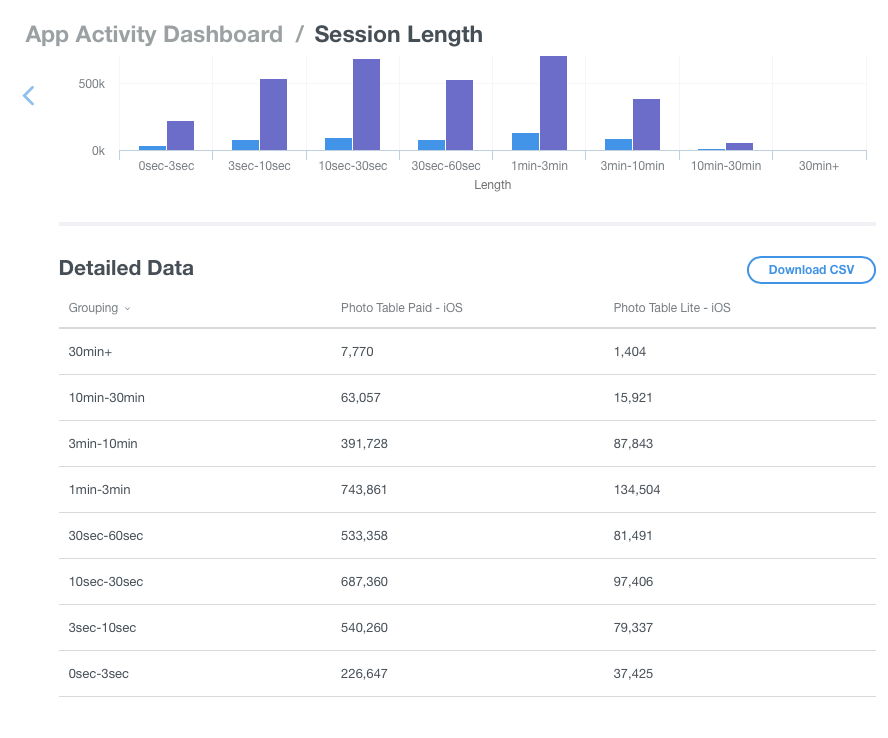 App Activity Dashboard / Session Length
500k
0k
0sec-3sec 3sec-10sec 10sec-30sec 30sec-60sec 1min-3min 3min-10min 10min-30min 30min+
Length
Detailed Data Download CSV
Grouping Photo Table Paid - iOS Photo Table Lite - iOS
30min+ 7,770 1,404
10min-30min 63,057 15,921
3min-10min 391,728 87,843
1min-3min 743,861 134,504
30sec-60sec 533,358 81,491
10sec-30sec 687,360 97,406
3sec-10sec 540,260 79,337
0sec-3sec 226,647 37,425